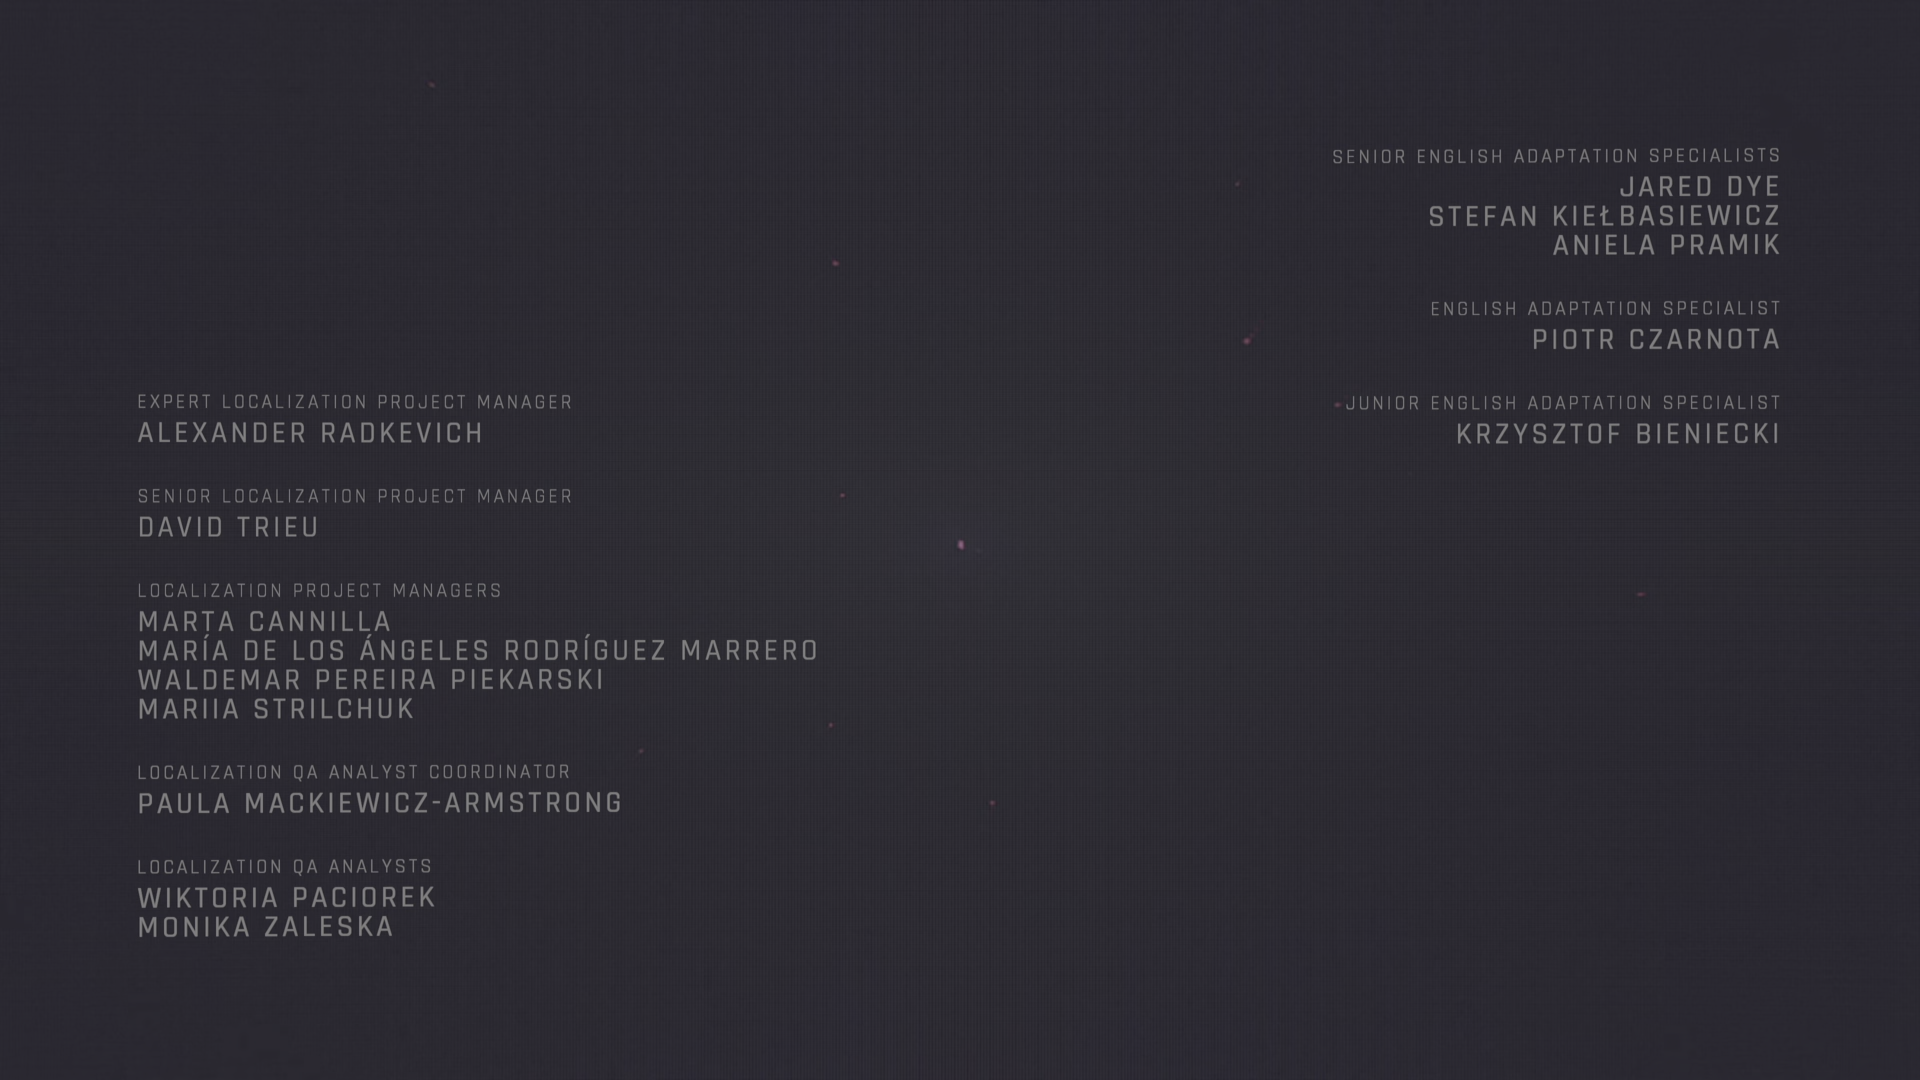 EXPERT LOCALIZATION PROJECT MANAGER
ALEXANDER RADKEVICH
SENIOR LOCALIZATION PROJECT MANAGER
DAVID TRIEU
LOCALIZATION PROJECT MANAGERS
MARTA CANNILLA
MARÍA DE LOS ÁNGELES RODRÍGUEZ MARRERO
WALDEMAR PEREIRA PIEKARSKI
MARIIA STRILCHUK
LOCALIZATION QA ANALYST COORDINATOR
PAULA MACKIEWICZ-ARMSTRONG
LOCALIZATION QA ANALYSTS
WIKTORIA PACIOREK
MONIKA ZALESKA
SENIOR ENGLISH ADAPTATION SPECIALISTS
JARED DYE
STEFAN KIEŁBASIEWICZ
ANIELA PRAMIK
ENGLISH ADAPTATION SPECIALIST
PIOTR CZARNOTA
JUNIOR ENGLISH ADAPTATION SPECIALIST
KRZYSZTOF BIENIECKI